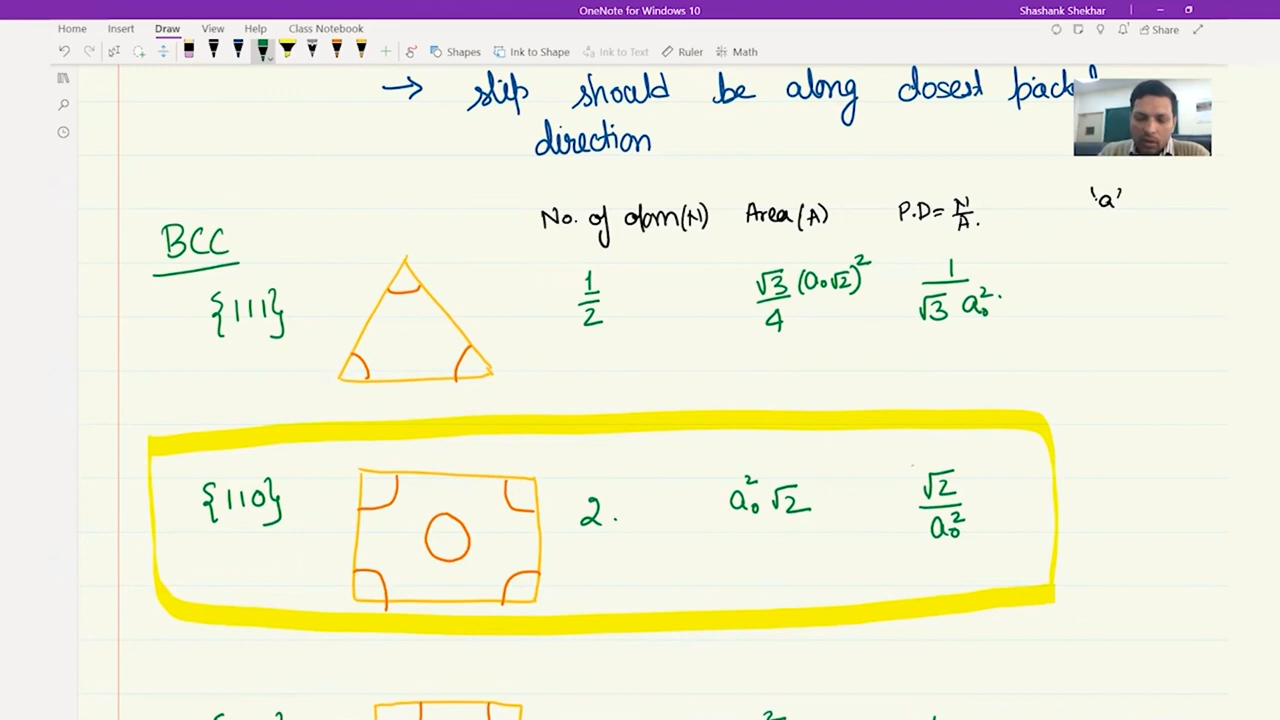 OneNote for Windows 10
Shashank Shekhar
Home Insert Draw View Help Class Notebook
Shapes Ink to Shape Ink to Text Ruler Math Share
→ slip should be along closest
direction
No. of atom(N) Area(A) P.D = N/A. 'a'
BCC
{111} 1/2 √3/4 (a₀√2)² 1/√3 a₀².
{110} 2. a₀²√2 √2/a₀²